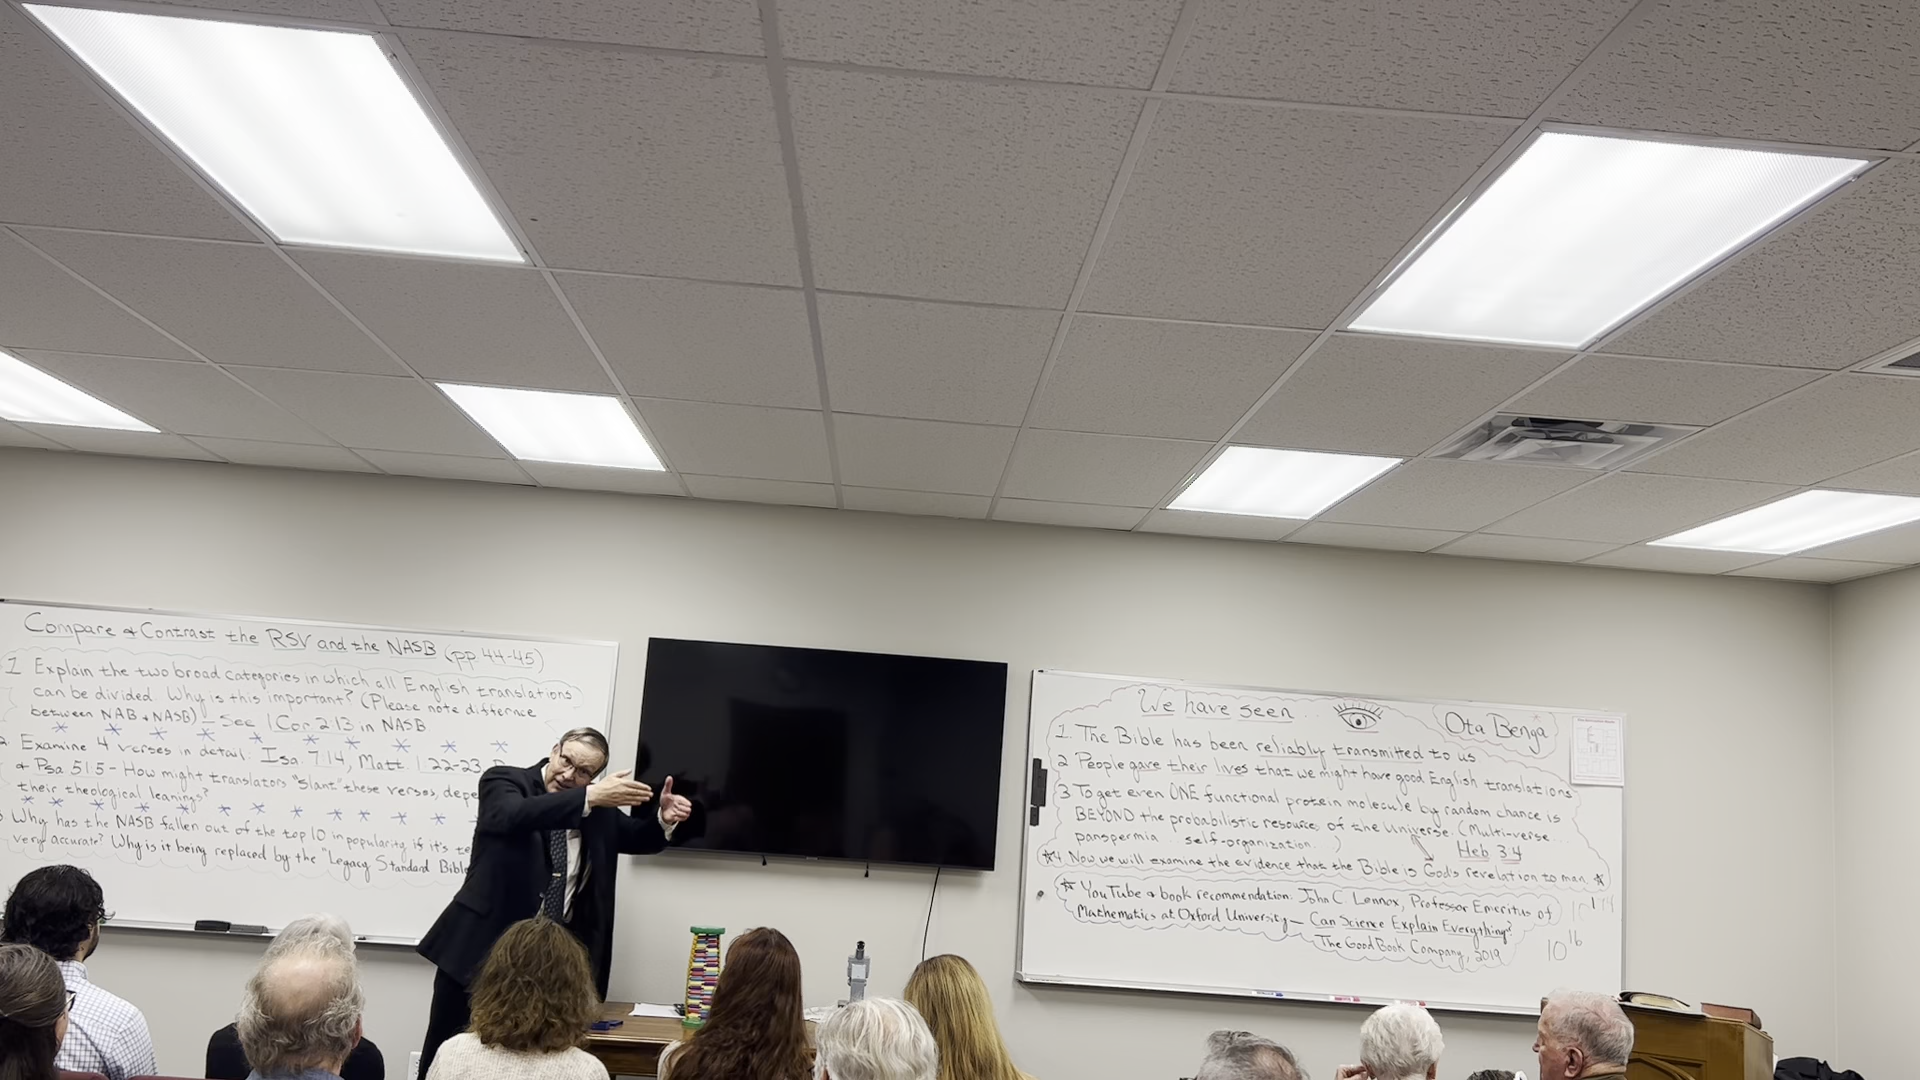 Compare & Contrast the RSV and the NASB (pp. 44-45)
1 Explain the two broad categories in which all English translations
can be divided. Why is this important? (Please note differnce
between NAB & NASB) - See 1 Cor 2:13 in NASB
2. Examine 4 verses in detail: Isa. 7:14, Matt. 1:22-23,
& Psa 51:5 - How might translators "slant" these verses,
their theological leanings?
Why has the NASB fallen out of the top 10 in popularity if it's
very accurate? Why is it being replaced by the "Legacy Standard
We have seen...
Ota Benga
1. The Bible has been reliably transmitted to us
2 People gave their lives that we might have good English translations
3 To get even ONE functional protein molecule by random chance is
BEYOND the probabilistic resources of the Universe. (Multi-verse...
panspermia... self-organization...)
Heb 3:4
4. Now we will examine the evidence that the Bible is God's revelation to man.
YouTube & book recommendation: John C. Lennox, Professor Emeritus of
Mathematics at Oxford University - Can Science Explain Everything?
The Good Book Company, 2019
10 16